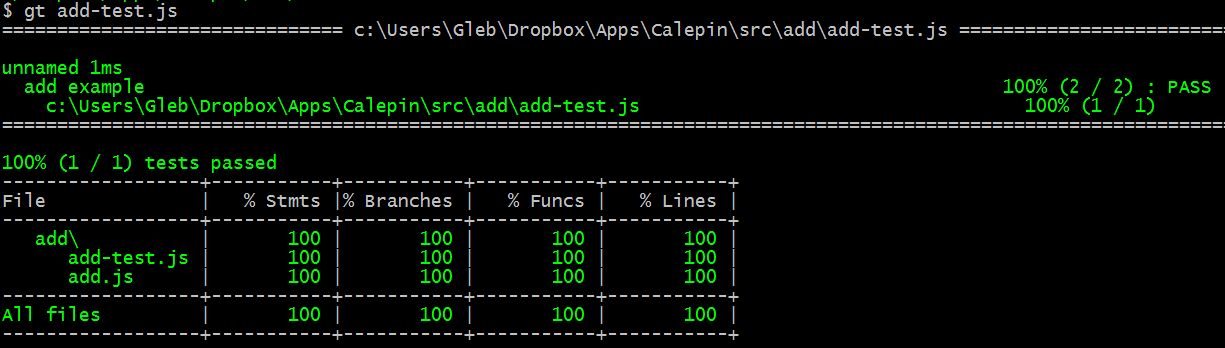 $ gt add-test.js
=============================== c:\Users\Gleb\Dropbox\Apps\Calepin\src\add\add-test.js =========================
unnamed 1ms
  add example                                                                              100% (2 / 2) : PASS
    c:\Users\Gleb\Dropbox\Apps\Calepin\src\add\add-test.js                                   100% (1 / 1)
================================================================================================================
100% (1 / 1) tests passed
------------------+-----------+-----------+-----------+-----------+
File              |   % Stmts |% Branches |   % Funcs |   % Lines |
------------------+-----------+-----------+-----------+-----------+
   add\           |       100 |       100 |       100 |       100 |
      add-test.js |       100 |       100 |       100 |       100 |
      add.js      |       100 |       100 |       100 |       100 |
------------------+-----------+-----------+-----------+-----------+
All files         |       100 |       100 |       100 |       100 |
------------------+-----------+-----------+-----------+-----------+